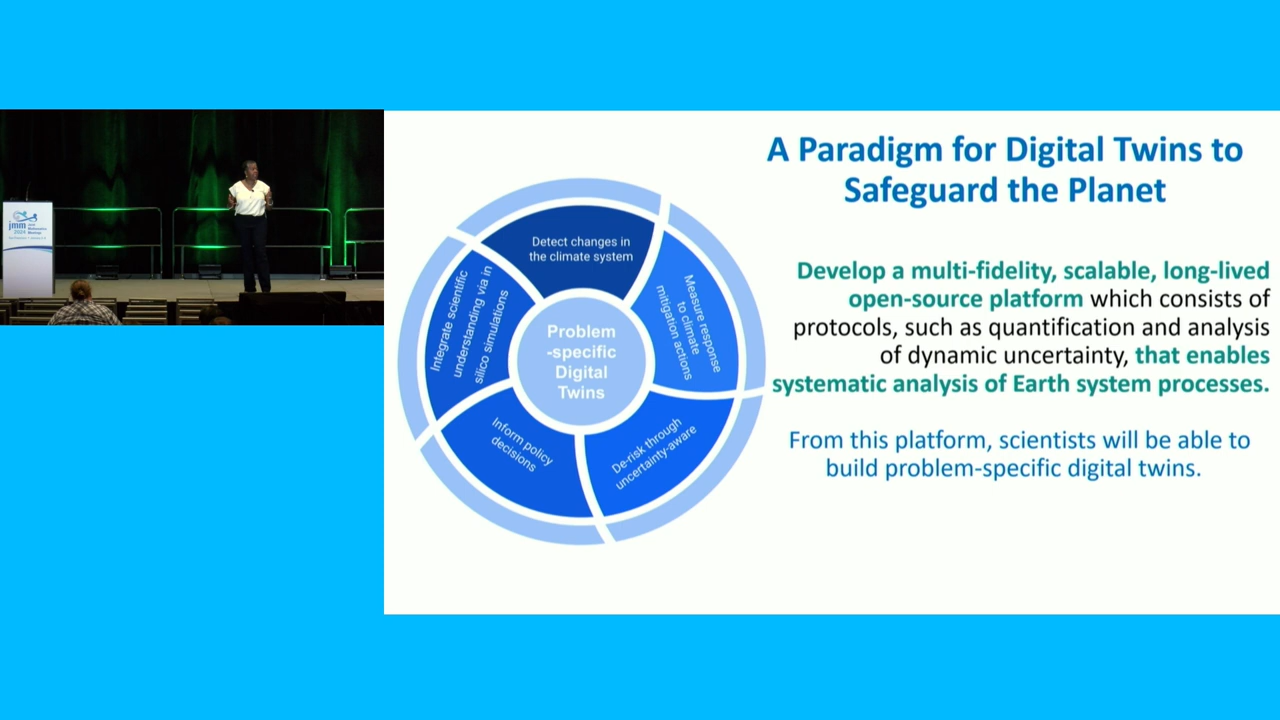 jmm
2024
Joint
Mathematics
Meetings
A Paradigm for Digital Twins to
Safeguard the Planet
Detect changes in
the climate system
Measure response
to climate
mitigation actions
De-risk through
uncertainty-aware
Inform policy
decisions
Integrate scientific
understanding via in
silico simulations
Problem
-specific
Digital
Twins
Develop a multi-fidelity, scalable, long-lived
open-source platform which consists of
protocols, such as quantification and analysis
of dynamic uncertainty, that enables
systematic analysis of Earth system processes.
From this platform, scientists will be able to
build problem-specific digital twins.